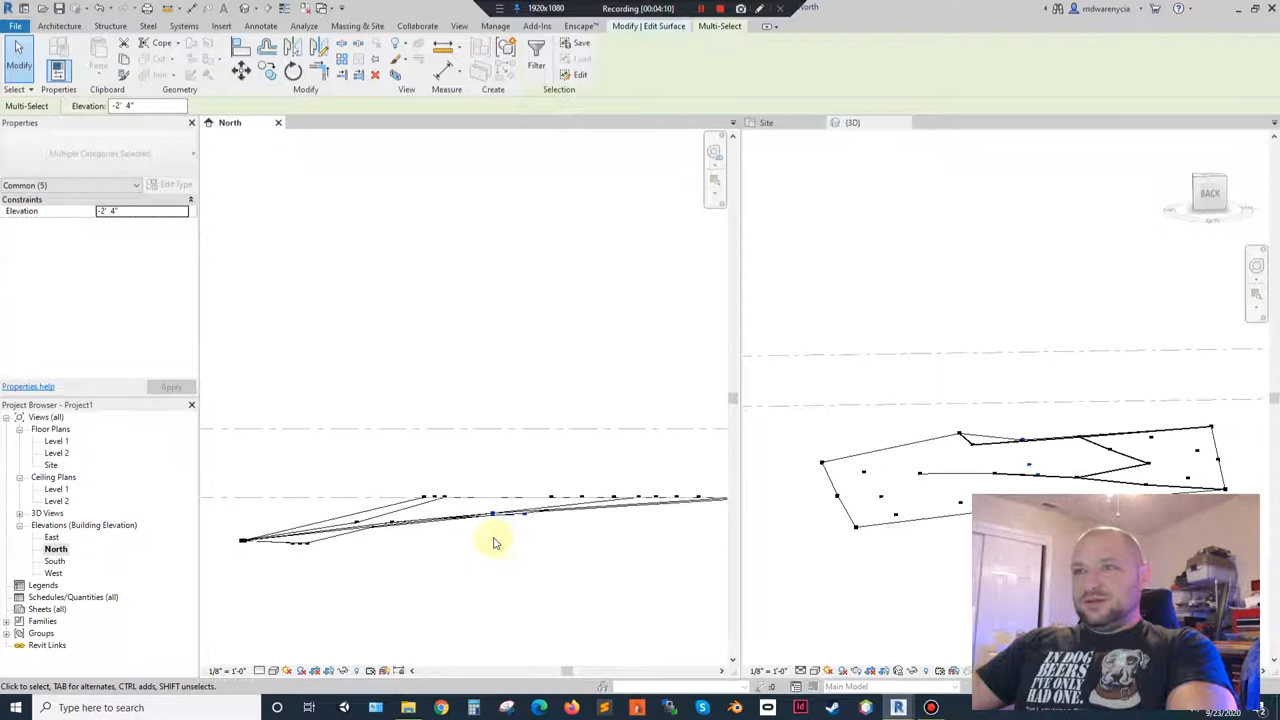 1920x1080
Recording [00:04:10]
North
mdwarenycia
File
Architecture
Structure
Steel
Systems
Insert
Annotate
Analyze
Massing & Site
Collaborate
View
Manage
Add-Ins
Enscape™
Modify | Edit Surface
Multi-Select
Modify
Paste
Cope
Cut
Join
Filter
Save
Load
Edit
Select
Properties
Clipboard
Geometry
Modify
View
Measure
Create
Selection
Multi-Select
Elevation: -2' 4"
Properties
North
Site
{3D}
Multiple Categories Selected
Common (5)
Edit Type
Constraints
Elevation
-2' 4"
BACK
Properties help
Apply
Project Browser - Project1
Views (all)
Floor Plans
Level 1
Level 2
Site
Ceiling Plans
Level 1
Level 2
3D Views
Elevations (Building Elevation)
East
North
South
West
Legends
Schedules/Quantities (all)
Sheets (all)
Families
Groups
Revit Links
1/8" = 1'-0"
1/8" = 1'-0"
Click to select, TAB for alternates, CTRL adds, SHIFT unselects.
:0
Main Model
Type here to search
9/23/2020
IN DOG
BEERS
I'VE ONLY
HAD ONE.